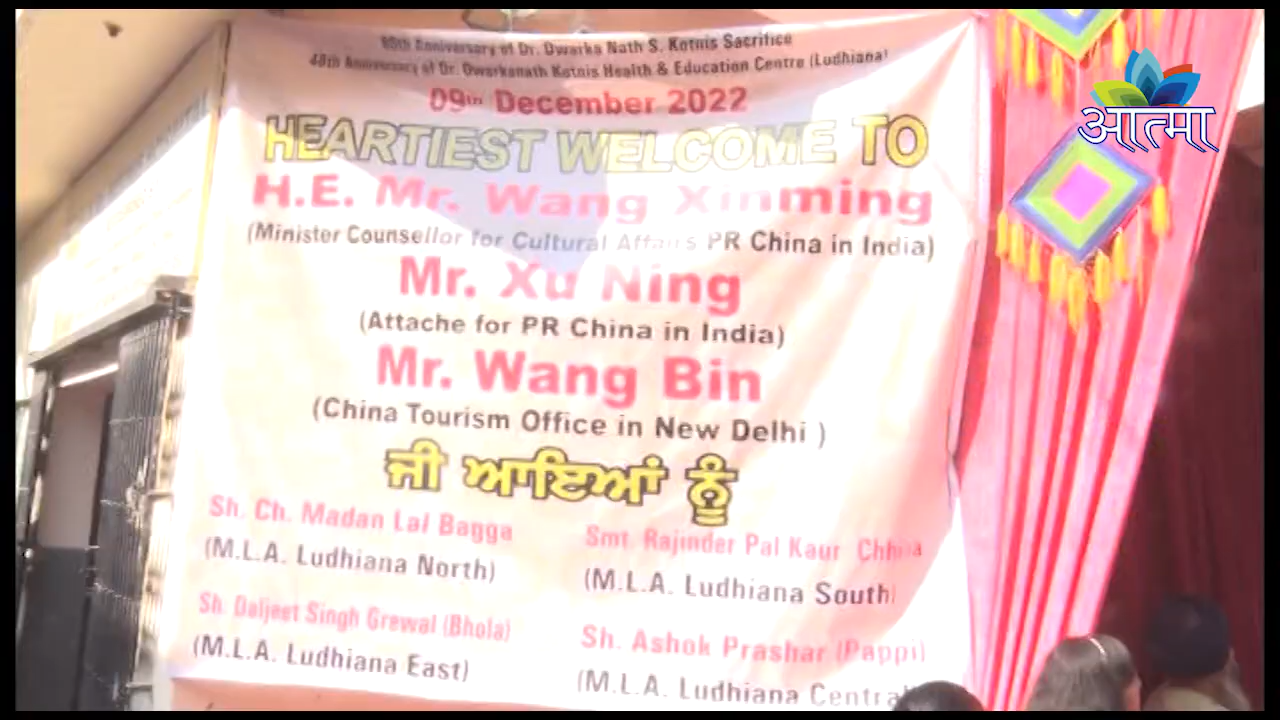 80th Anniversary of Dr. Dwarka Nath S. Kotnis Sacrifice
48th Anniversary of Dr. Dwarkanath Kotnis Health & Education Centre (Ludhiana)
09th December 2022
HEARTIEST WELCOME TO
H.E. Mr. Wang Xinming
(Minister Counsellor for Cultural Affairs PR China in India)
Mr. Xu Ning
(Attache for PR China in India)
Mr. Wang Bin
(China Tourism Office in New Delhi )
ਜੀ ਆਇਆਂ ਨੂੰ
Sh. Ch. Madan Lal Bagga
(M.L.A. Ludhiana North)
Smt. Rajinder Pal Kaur
(M.L.A. Ludhiana South)
Sh. Daljeet Singh Grewal (Bhola)
(M.L.A. Ludhiana East)
Sh. Ashok Prashar (Pappi)
(M.L.A. Ludhiana Central
आत्मा